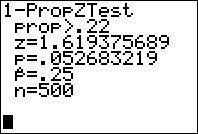 1-PropZTest
prop>.22
z=1.619375689
p=.052683219
p̂=.25
n=500